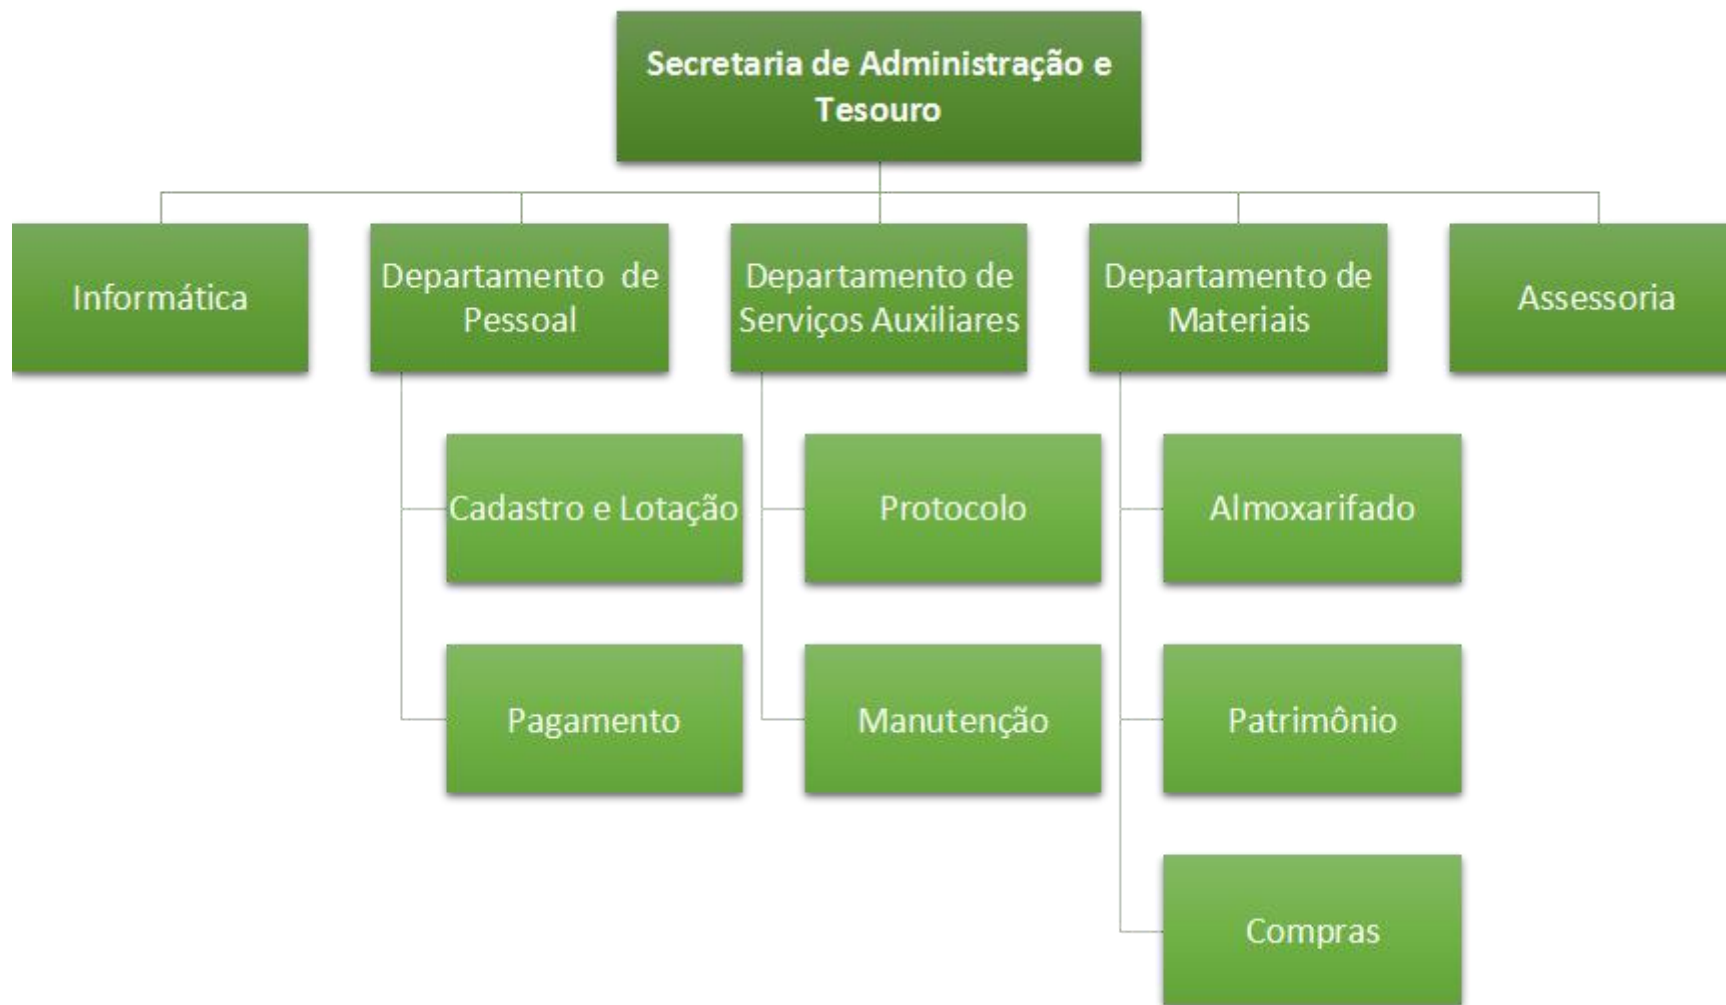 Secretaria de Administração e
Tesouro
Informática
Departamento de
Pessoal
Departamento de
Serviços Auxiliares
Departamento de
Materiais
Assessoria
Cadastro e Lotação
Protocolo
Almoxarifado
Pagamento
Manutenção
Patrimônio
Compras